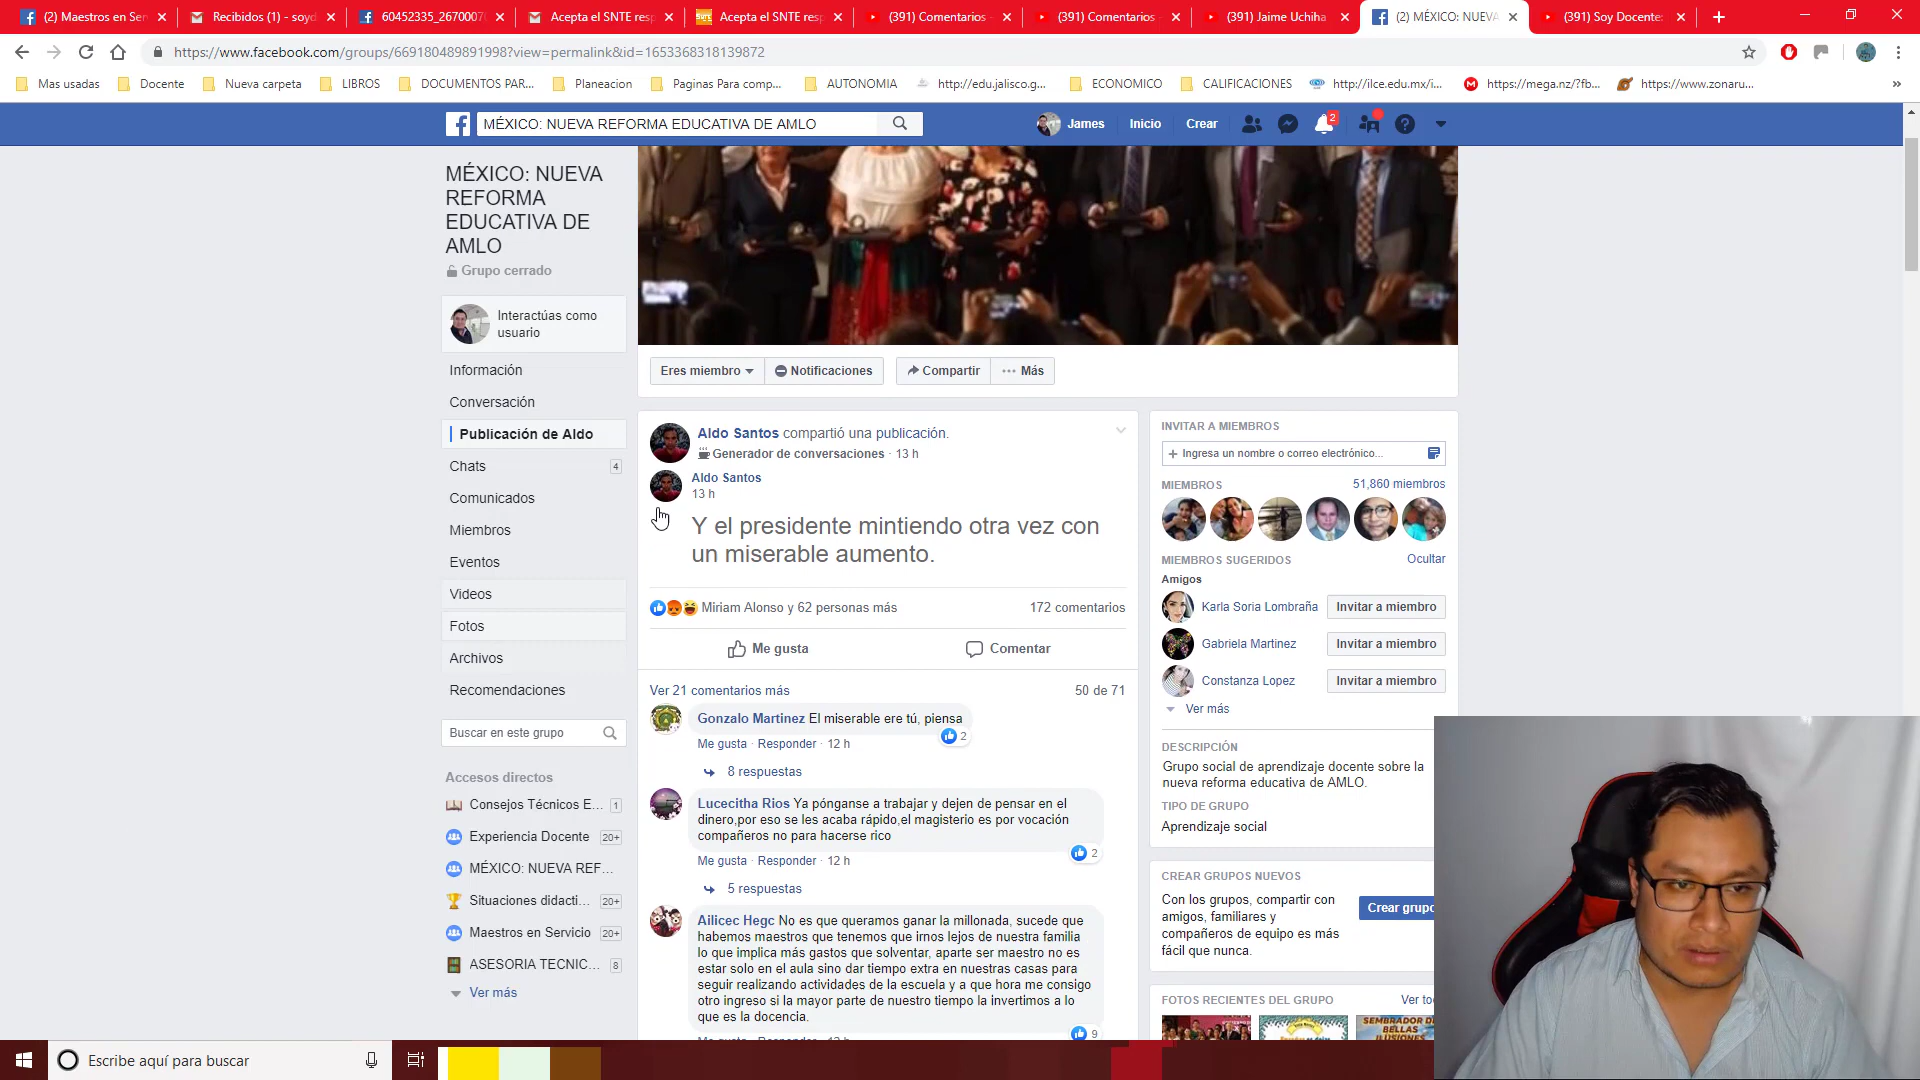 (2) Maestros en Ser
Recibidos (1) - soyd
60452335_26700070
Acepta el SNTE resp
Acepta el SNTE resp
(391) Comentarios -
(391) Comentarios -
(391) Jaime Uchiha
(2) MÉXICO: NUEVA
(391) Soy Docente:
https://www.facebook.com/groups/669180489891998?view=permalink&id=1653368318139872
Mas usadas
Docente
Nueva carpeta
LIBROS
DOCUMENTOS PAR...
Planeacion
Paginas Para comp...
AUTONOMIA
http://edu.jalisco.g...
ECONOMICO
CALIFICACIONES
http://ilce.edu.mx/i...
https://mega.nz/?fb...
https://www.zonaru...
MÉXICO: NUEVA REFORMA EDUCATIVA DE AMLO
James
Inicio
Crear
2
MÉXICO: NUEVA
REFORMA
EDUCATIVA DE
AMLO
Grupo cerrado
Interactúas como
usuario
Información
Conversación
Publicación de Aldo
Chats 4
Comunicados
Miembros
Eventos
Videos
Fotos
Archivos
Recomendaciones
Buscar en este grupo
Accesos directos
Consejos Técnicos E... 1
Experiencia Docente 20+
MÉXICO: NUEVA REF...
Situaciones didacti... 20+
Maestros en Servicio 20+
ASESORIA TECNIC... 8
Ver más
Eres miembro
Notificaciones
Compartir
Más
Aldo Santos compartió una publicación.
Generador de conversaciones · 13 h
Aldo Santos
13 h
Y el presidente mintiendo otra vez con
un miserable aumento.
Miriam Alonso y 62 personas más
172 comentarios
Me gusta
Comentar
Ver 21 comentarios más
50 de 71
Gonzalo Martinez El miserable ere tú, piensa
2
Me gusta · Responder · 12 h
8 respuestas
Lucecitha Rios Ya pónganse a trabajar y dejen de pensar en el
dinero,por eso se les acaba rápido,el magisterio es por vocación
compañeros no para hacerse rico
2
Me gusta · Responder · 12 h
5 respuestas
Ailicec Hegc No es que queramos ganar la millonada, sucede que
habemos maestros que tenemos que irnos lejos de nuestra familia
lo que implica más gastos que solventar, aparte ser maestro no es
estar solo en el aula sino dar tiempo extra en nuestras casas para
seguir realizando actividades de la escuela y a que hora me consigo
otro ingreso si la mayor parte de nuestro tiempo la invertimos a lo
que es la docencia.
9
INVITAR A MIEMBROS
Ingresa un nombre o correo electrónico...
MIEMBROS
51,860 miembros
MIEMBROS SUGERIDOS
Ocultar
Amigos
Karla Soria Lombraña
Invitar a miembro
Gabriela Martinez
Invitar a miembro
Constanza Lopez
Invitar a miembro
Ver más
DESCRIPCIÓN
Grupo social de aprendizaje docente sobre la
nueva reforma educativa de AMLO.
TIPO DE GRUPO
Aprendizaje social
CREAR GRUPOS NUEVOS
Con los grupos, compartir con
amigos, familiares y
compañeros de equipo es más
fácil que nunca.
Crear grupo
FOTOS RECIENTES DEL GRUPO
Ver to
SEMBRADOR DE
BELLAS
ILUSIONES
Escribe aquí para buscar